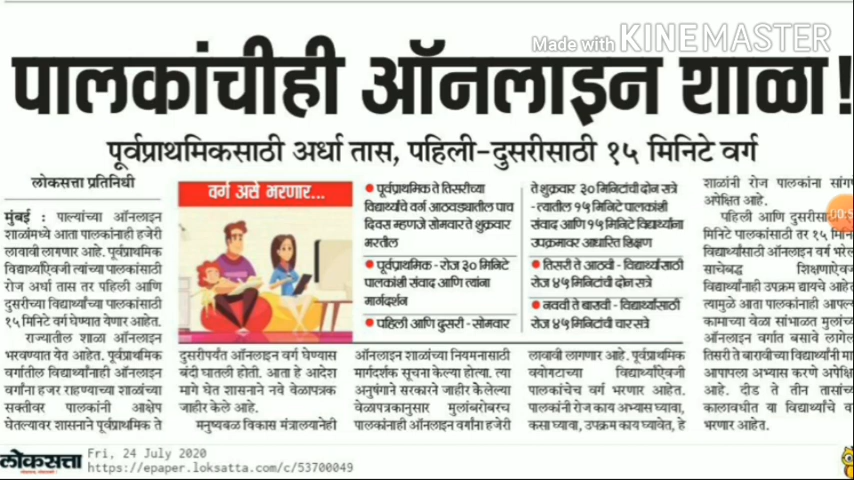 Made with KINEMASTER
पालकांचीही ऑनलाइन शाळा!
पूर्वप्राथमिकसाठी अर्धा तास, पहिली-दुसरीसाठी १५ मिनिटे वर्ग
लोकसत्ता प्रतिनिधी
मुंबई : पाल्यांच्या ऑनलाइन
शाळांमध्ये आता पालकांनाही हजेरी
लावावी लागणार आहे. पूर्वप्राथमिक
विद्यार्थ्यांऐवजी त्यांच्या पालकांसाठी
रोज अर्धा तास तर पहिली आणि
दुसरीच्या विद्यार्थ्यांच्या पालकांसाठी
१५ मिनिटे वर्ग घेण्यात येणार आहेत.
राज्यातील शाळा ऑनलाइन
भरवण्यात येत आहेत. पूर्वप्राथमिक
वर्गातील विद्यार्थ्यांनाही ऑनलाइन
वर्गांना हजर राहण्याच्या शाळांच्या
सक्तीवर पालकांनी आक्षेप
घेतल्यावर शासनाने पूर्वप्राथमिक ते
वर्ग असे भरणार...
दुसरीपर्यंत ऑनलाइन वर्ग घेण्यास
बंदी घातली होती. आता हे आदेश
मागे घेत शासनाने नवे वेळापत्रक
जाहीर केले आहे.
मनुष्यबळ विकास मंत्रालयानेही
● पूर्वप्राथमिक ते तिसरीच्या
विद्यार्थ्यांचे वर्ग आठवड्यातील पाच
दिवस म्हणजे सोमवार ते शुक्रवार
भरतील
● पूर्वप्राथमिक - रोज ३० मिनिटे
पालकांशी संवाद आणि त्यांना
मार्गदर्शन
● पहिली आणि दुसरी - सोमवार
ते शुक्रवार ३० मिनिटांची दोन सत्रे
- त्यातील १५ मिनिटे पालकांशी
संवाद आणि १५ मिनिटे विद्यार्थ्यांना
उपक्रमावर आधारित शिक्षण
● तिसरी ते आठवी - विद्यार्थ्यांसाठी
रोज ४५ मिनिटांची दोन सत्रे
● नववी ते बारावी - विद्यार्थ्यांसाठी
रोज ४५ मिनिटांची चार सत्रे
ऑनलाइन शाळांच्या नियमनासाठी
मार्गदर्शक सूचना केल्या होत्या. त्या
अनुषंगाने सरकारने जाहीर केलेल्या
वेळापत्रकानुसार मुलांबरोबरच
पालकांनाही ऑनलाइन वर्गांना हजेरी
लावावी लागणार आहे. पूर्वप्राथमिक
वयोगटाच्या विद्यार्थ्यांऐवजी
पालकांचेच वर्ग भरणार आहेत.
पालकांनी रोज काय अभ्यास घ्यावा,
कसा घ्यावा, उपक्रम काय घ्यावेत, हे
शाळांनी रोज पालकांना सांगण
अपेक्षित आहे.
पहिली आणि दुसरीस
मिनिटे पालकांसाठी तर १५ मिनि
विद्यार्थ्यांसाठी ऑनलाइन वर्ग भरेल
साचेबद्ध शिक्षणाऐवज
विद्यार्थ्यांनाही उपक्रम द्यायचे आहे
त्यामुळे आता पालकांनाही आपल
कामाच्या वेळा सांभाळत मुलांच
ऑनलाइन वर्गात बसावे लागेल
तिसरी ते बारावीच्या विद्यार्थ्यांनी मा
आपापला अभ्यास करणे अपेक्षि
आहे. दीड ते तीन तासांच
कालावधीत या विद्यार्थ्यांचे व
भरणार आहेत.
लोकसत्ता
Fri, 24 July 2020
https://epaper.loksatta.com/c/53700049